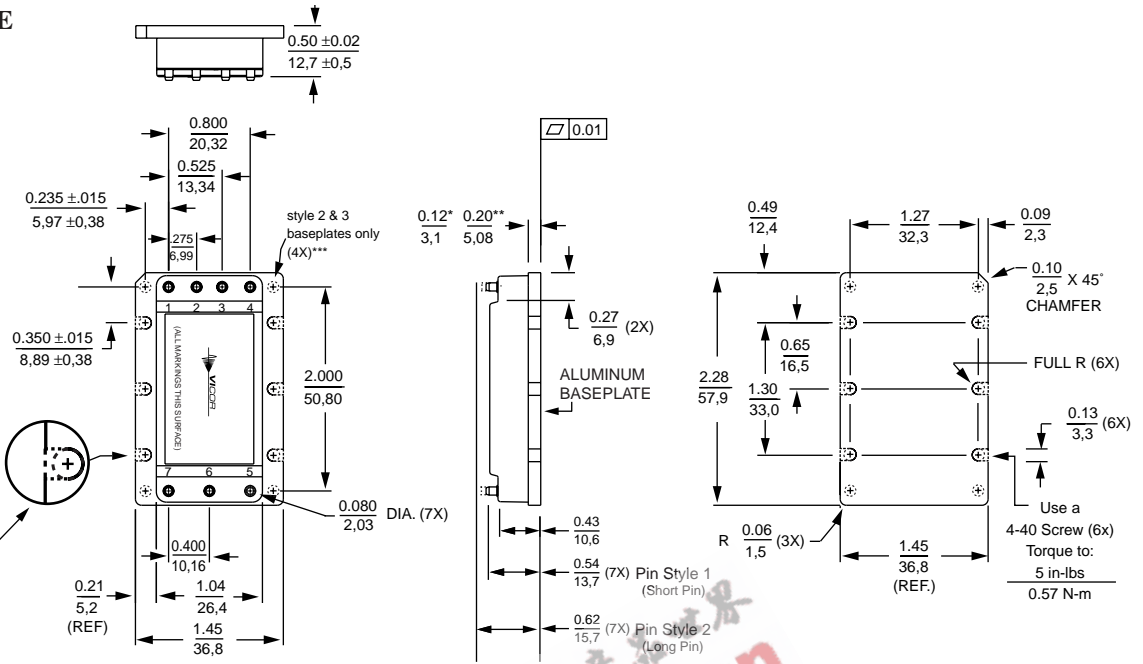 E
0.50 ±0.02
12,7 ±0,5
0.800
20,32
0.525
13,34
0.235 ±.015
5,97 ±0,38
.275
6,99
style 2 & 3
baseplates only
(4X)***
1 2 3 4
0.350 ±.015
8,89 ±0,38
(ALL MARKINGS THIS SURFACE)
VICOR
2.000
50,80
7 6 5
0.080
2,03
DIA. (7X)
0.400
10,16
0.21
5,2
(REF)
1.04
26,4
1.45
36,8
0.01
0.12*
3,1
0.20**
5,08
0.27
6,9
(2X)
ALUMINUM
BASEPLATE
0.43
10,6
0.54
13,7
(7X) Pin Style 1
(Short Pin)
0.62
15,7
(7X) Pin Style 2
(Long Pin)
0.49
12,4
1.27
32,3
0.09
2,3
0.10
2,5
X 45°
CHAMFER
0.65
16,5
FULL R (6X)
2.28
57,9
1.30
33,0
0.13
3,3
(6X)
R
0.06
1,5
(3X)
1.45
36,8
(REF.)
Use a
4-40 Screw (6x)
Torque to:
5 in-lbs
0.57 N-m